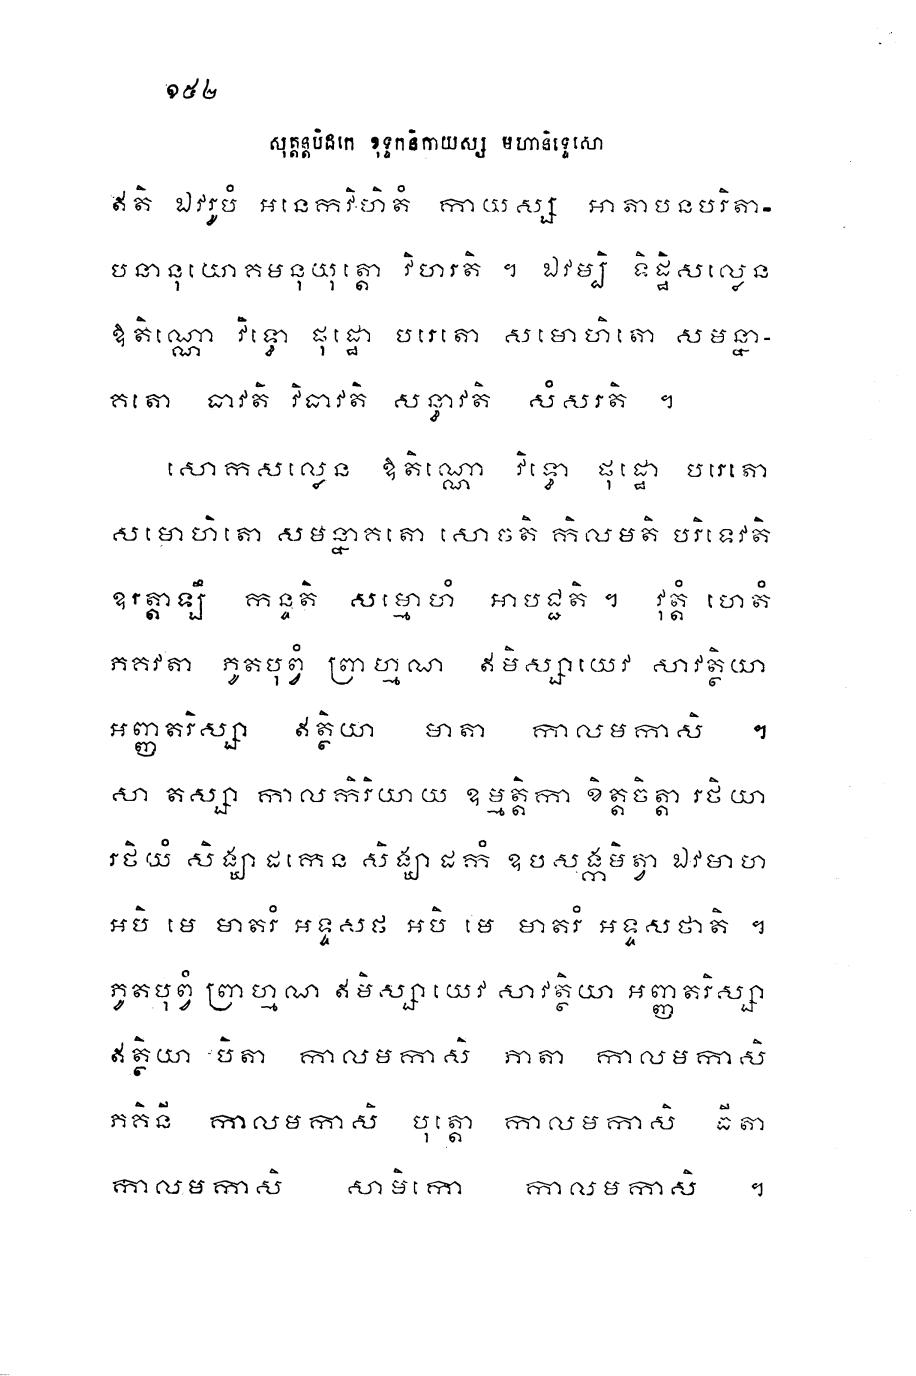 ១៥២
សុត្តន្តបិដកេ ខុទ្ទកនិកាយស្ស មហានិទ្ទេសោ
ឥតិ ឯវរូបំ អនេកវិហិតំ កាយស្ស អាតាបនបរិតា-
បនានុយោគមនុយុត្តោ វិហរតិ ។ ឯវម្បិ ទិដ្ឋិសល្លេន
ឱតិណ្ណោ វិទ្ធោ ផុដ្ឋោ បរេតោ សមោហិតោ សមន្នា-
គតោ ធាវតិ វិធាវតិ សន្ធាវតិ សំសរតិ ។
សោកសល្លេន ឱតិណ្ណោ វិទ្ធោ ផុដ្ឋោ បរេតោ
សមោហិតោ សមន្នាគតោ សោចតិ កិលមតិ បរិទេវតិ
ឧរត្តាឡឹ កន្ទតិ សម្មោហំ អាបជ្ជតិ ។ វុត្តំ ហេតំ
ភគវតា ភូតបុព្វំ ព្រាហ្មណ ឥមិស្សាយេវ សាវត្ថិយា
អញ្ញតរិស្សា ឥត្ថិយា មាតា កាលមកាសិ ។
សា តស្សា កាលកិរិយាយ ឧម្មត្តិកា ខិត្តចិត្តា រថិយា
រថិយំ សិង្ឃាដកេន សិង្ឃាដកំ ឧបសង្កមិត្វា ឯវមាហ
អបិ មេ មាតរំ អទ្ទសថ អបិ មេ មាតរំ អទ្ទសថាតិ ។
ភូតបុព្វំ ព្រាហ្មណ ឥមិស្សាយេវ សាវត្ថិយា អញ្ញតរិស្សា
ឥត្ថិយា បិតា កាលមកាសិ ភាតា កាលមកាសិ
ភគិនី កាលមកាសិ បុត្តោ កាលមកាសិ ធីតា
កាលមកាសិ សាមិកោ កាលមកាសិ ។